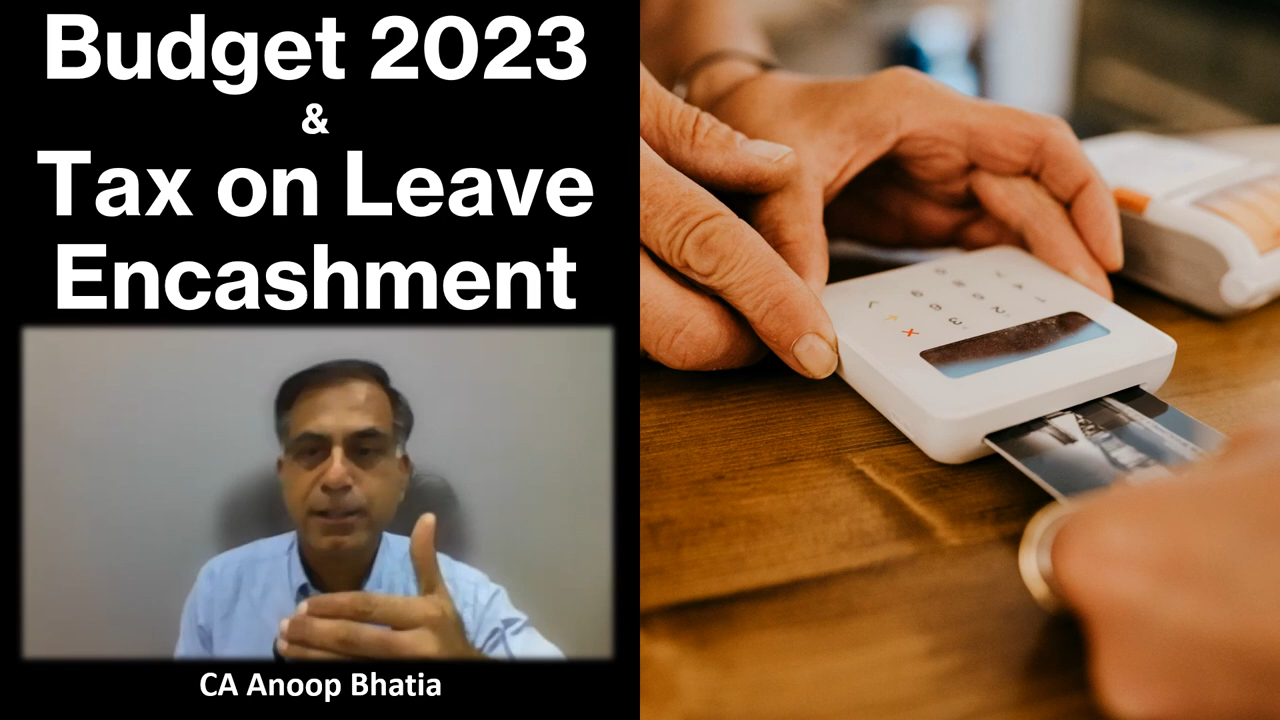 Budget 2023
&
Tax on Leave
Encashment
CA Anoop Bhatia